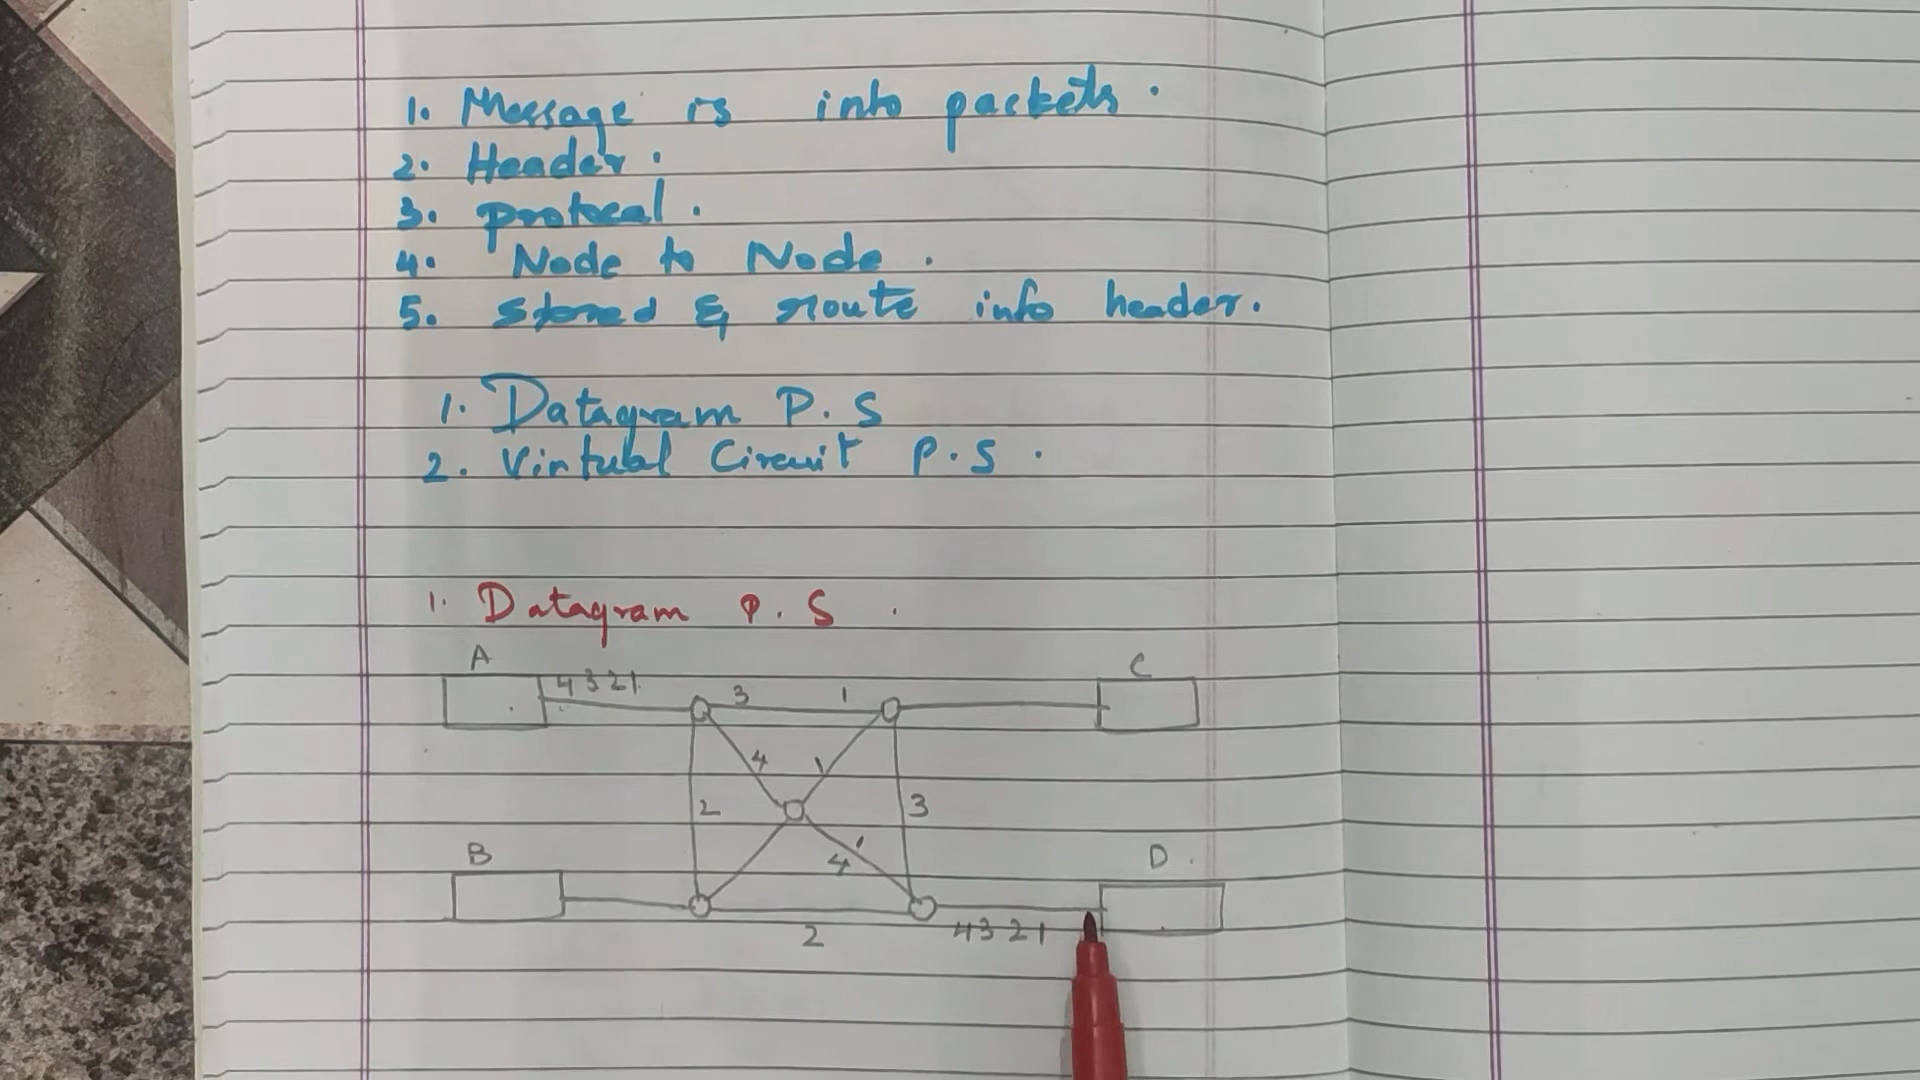 1. Message is into packets.
2. Header.
3. protocal.
4. Node to Node.
5. Stored & route info header.
1. Datagram P.S
2. Virtual Circuit P.S.
1. Datagram P.S.
A C
4321 3 1
4 1
2 3
B 4 D
2 4321